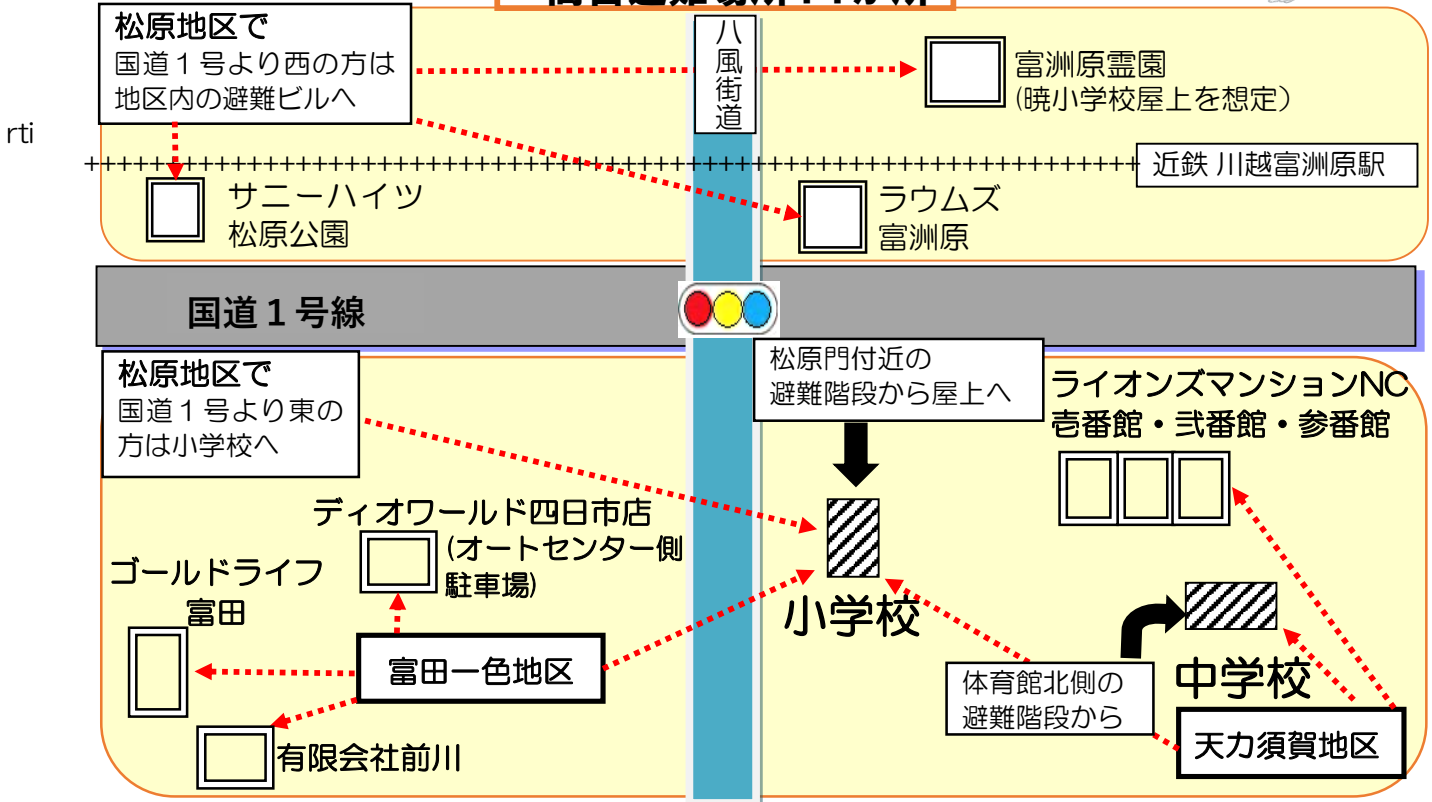 松原地区で
国道１号より西の方は
地区内の避難ビルへ
八風街道
富洲原霊園
(暁小学校屋上を想定）
rti
近鉄 川越富洲原駅
サニーハイツ
松原公園
ラウムズ
富洲原
国道１号線
松原地区で
国道１号より東の
方は小学校へ
松原門付近の
避難階段から屋上へ
ライオンズマンションNC
壱番館・弐番館・参番館
ディオワールド四日市店
(オートセンター側
駐車場)
ゴールドライフ
富田
小学校
富田一色地区
中学校
体育館北側の
避難階段から
天力須賀地区
有限会社前川